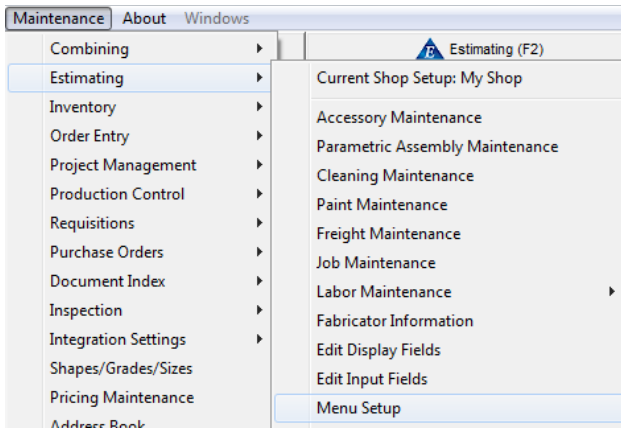 Maintenance About Windows
Combining
Estimating (F2)
Estimating
Current Shop Setup: My Shop
Inventory
Accessory Maintenance
Order Entry
Parametric Assembly Maintenance
Project Management
Cleaning Maintenance
Production Control
Paint Maintenance
Requisitions
Freight Maintenance
Purchase Orders
Job Maintenance
Document Index
Labor Maintenance
Inspection
Fabricator Information
Integration Settings
Edit Display Fields
Shapes/Grades/Sizes
Edit Input Fields
Pricing Maintenance
Menu Setup
Address Book